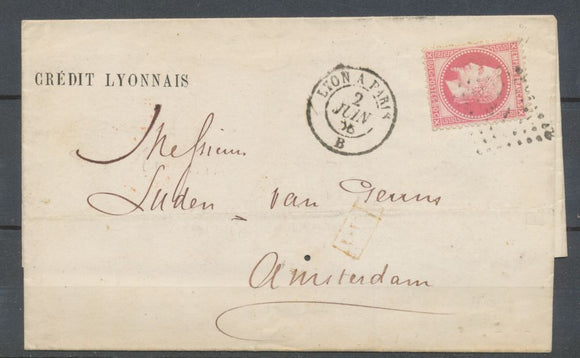 CRÉDIT LYONNAIS
LYON A PARIS
2
JUIN
B
Messieurs
Luden van Geuns
Amsterdam